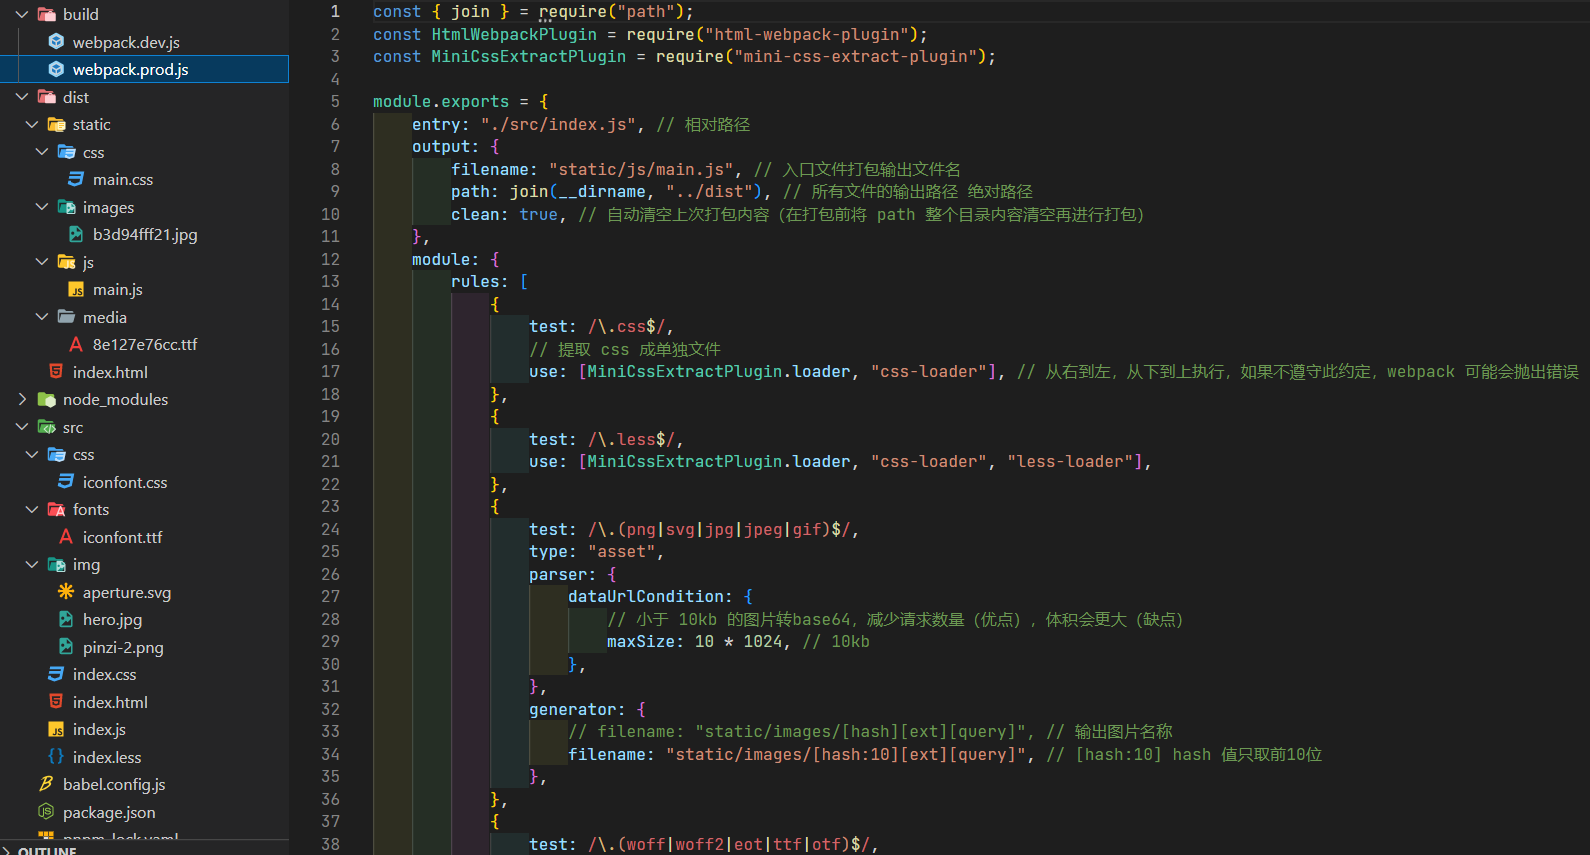 build
webpack.dev.js
webpack.prod.js
dist
static
css
main.css
images
b3d94fff21.jpg
js
main.js
media
8e127e76cc.ttf
index.html
node_modules
src
css
iconfont.css
fonts
iconfont.ttf
img
aperture.svg
hero.jpg
pinzi-2.png
index.css
index.html
index.js
index.less
babel.config.js
package.json
pnpm-lock.yaml
OUTLINE
1 const { join } = require("path");
2 const HtmlWebpackPlugin = require("html-webpack-plugin");
3 const MiniCssExtractPlugin = require("mini-css-extract-plugin");
4
5 module.exports = {
6 entry: "./src/index.js", // 相对路径
7 output: {
8 filename: "static/js/main.js", // 入口文件打包输出文件名
9 path: join(__dirname, "../dist"), // 所有文件的输出路径 绝对路径
10 clean: true, // 自动清空上次打包内容（在打包前将 path 整个目录内容清空再进行打包）
11 },
12 module: {
13 rules: [
14 {
15 test: /\.css$/,
16 // 提取 css 成单独文件
17 use: [MiniCssExtractPlugin.loader, "css-loader"], // 从右到左，从下到上执行，如果不遵守此约定，webpack 可能会抛出错误
18 },
19 {
20 test: /\.less$/,
21 use: [MiniCssExtractPlugin.loader, "css-loader", "less-loader"],
22 },
23 {
24 test: /\.(png|svg|jpg|jpeg|gif)$/,
25 type: "asset",
26 parser: {
27 dataUrlCondition: {
28 // 小于 10kb 的图片转base64，减少请求数量（优点），体积会更大（缺点）
29 maxSize: 10 * 1024, // 10kb
30 },
31 },
32 generator: {
33 // filename: "static/images/[hash][ext][query]", // 输出图片名称
34 filename: "static/images/[hash:10][ext][query]", // [hash:10] hash 值只取前10位
35 },
36 },
37 {
38 test: /\.(woff|woff2|eot|ttf|otf)$/,